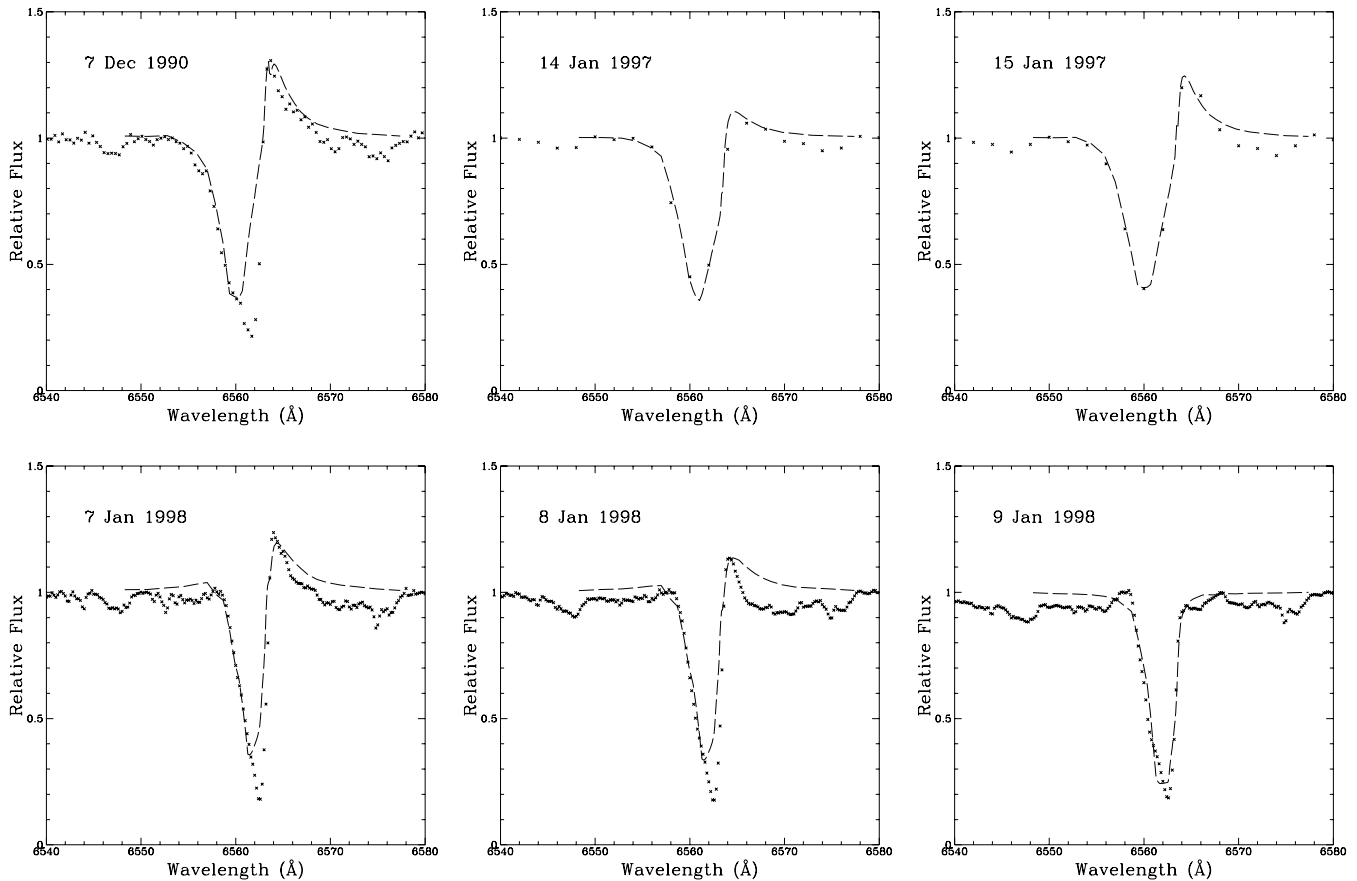 1.5
1
0.5
0
Relative Flux
7 Dec 1990
6540 6550 6560 6570 6580
Wavelength (Å)
1.5
1
0.5
0
Relative Flux
14 Jan 1997
6540 6550 6560 6570 6580
Wavelength (Å)
1.5
1
0.5
0
Relative Flux
15 Jan 1997
6540 6550 6560 6570 6580
Wavelength (Å)
1.5
1
0.5
0
Relative Flux
7 Jan 1998
6540 6550 6560 6570 6580
Wavelength (Å)
1.5
1
0.5
0
Relative Flux
8 Jan 1998
6540 6550 6560 6570 6580
Wavelength (Å)
1.5
1
0.5
0
Relative Flux
9 Jan 1998
6540 6550 6560 6570 6580
Wavelength (Å)